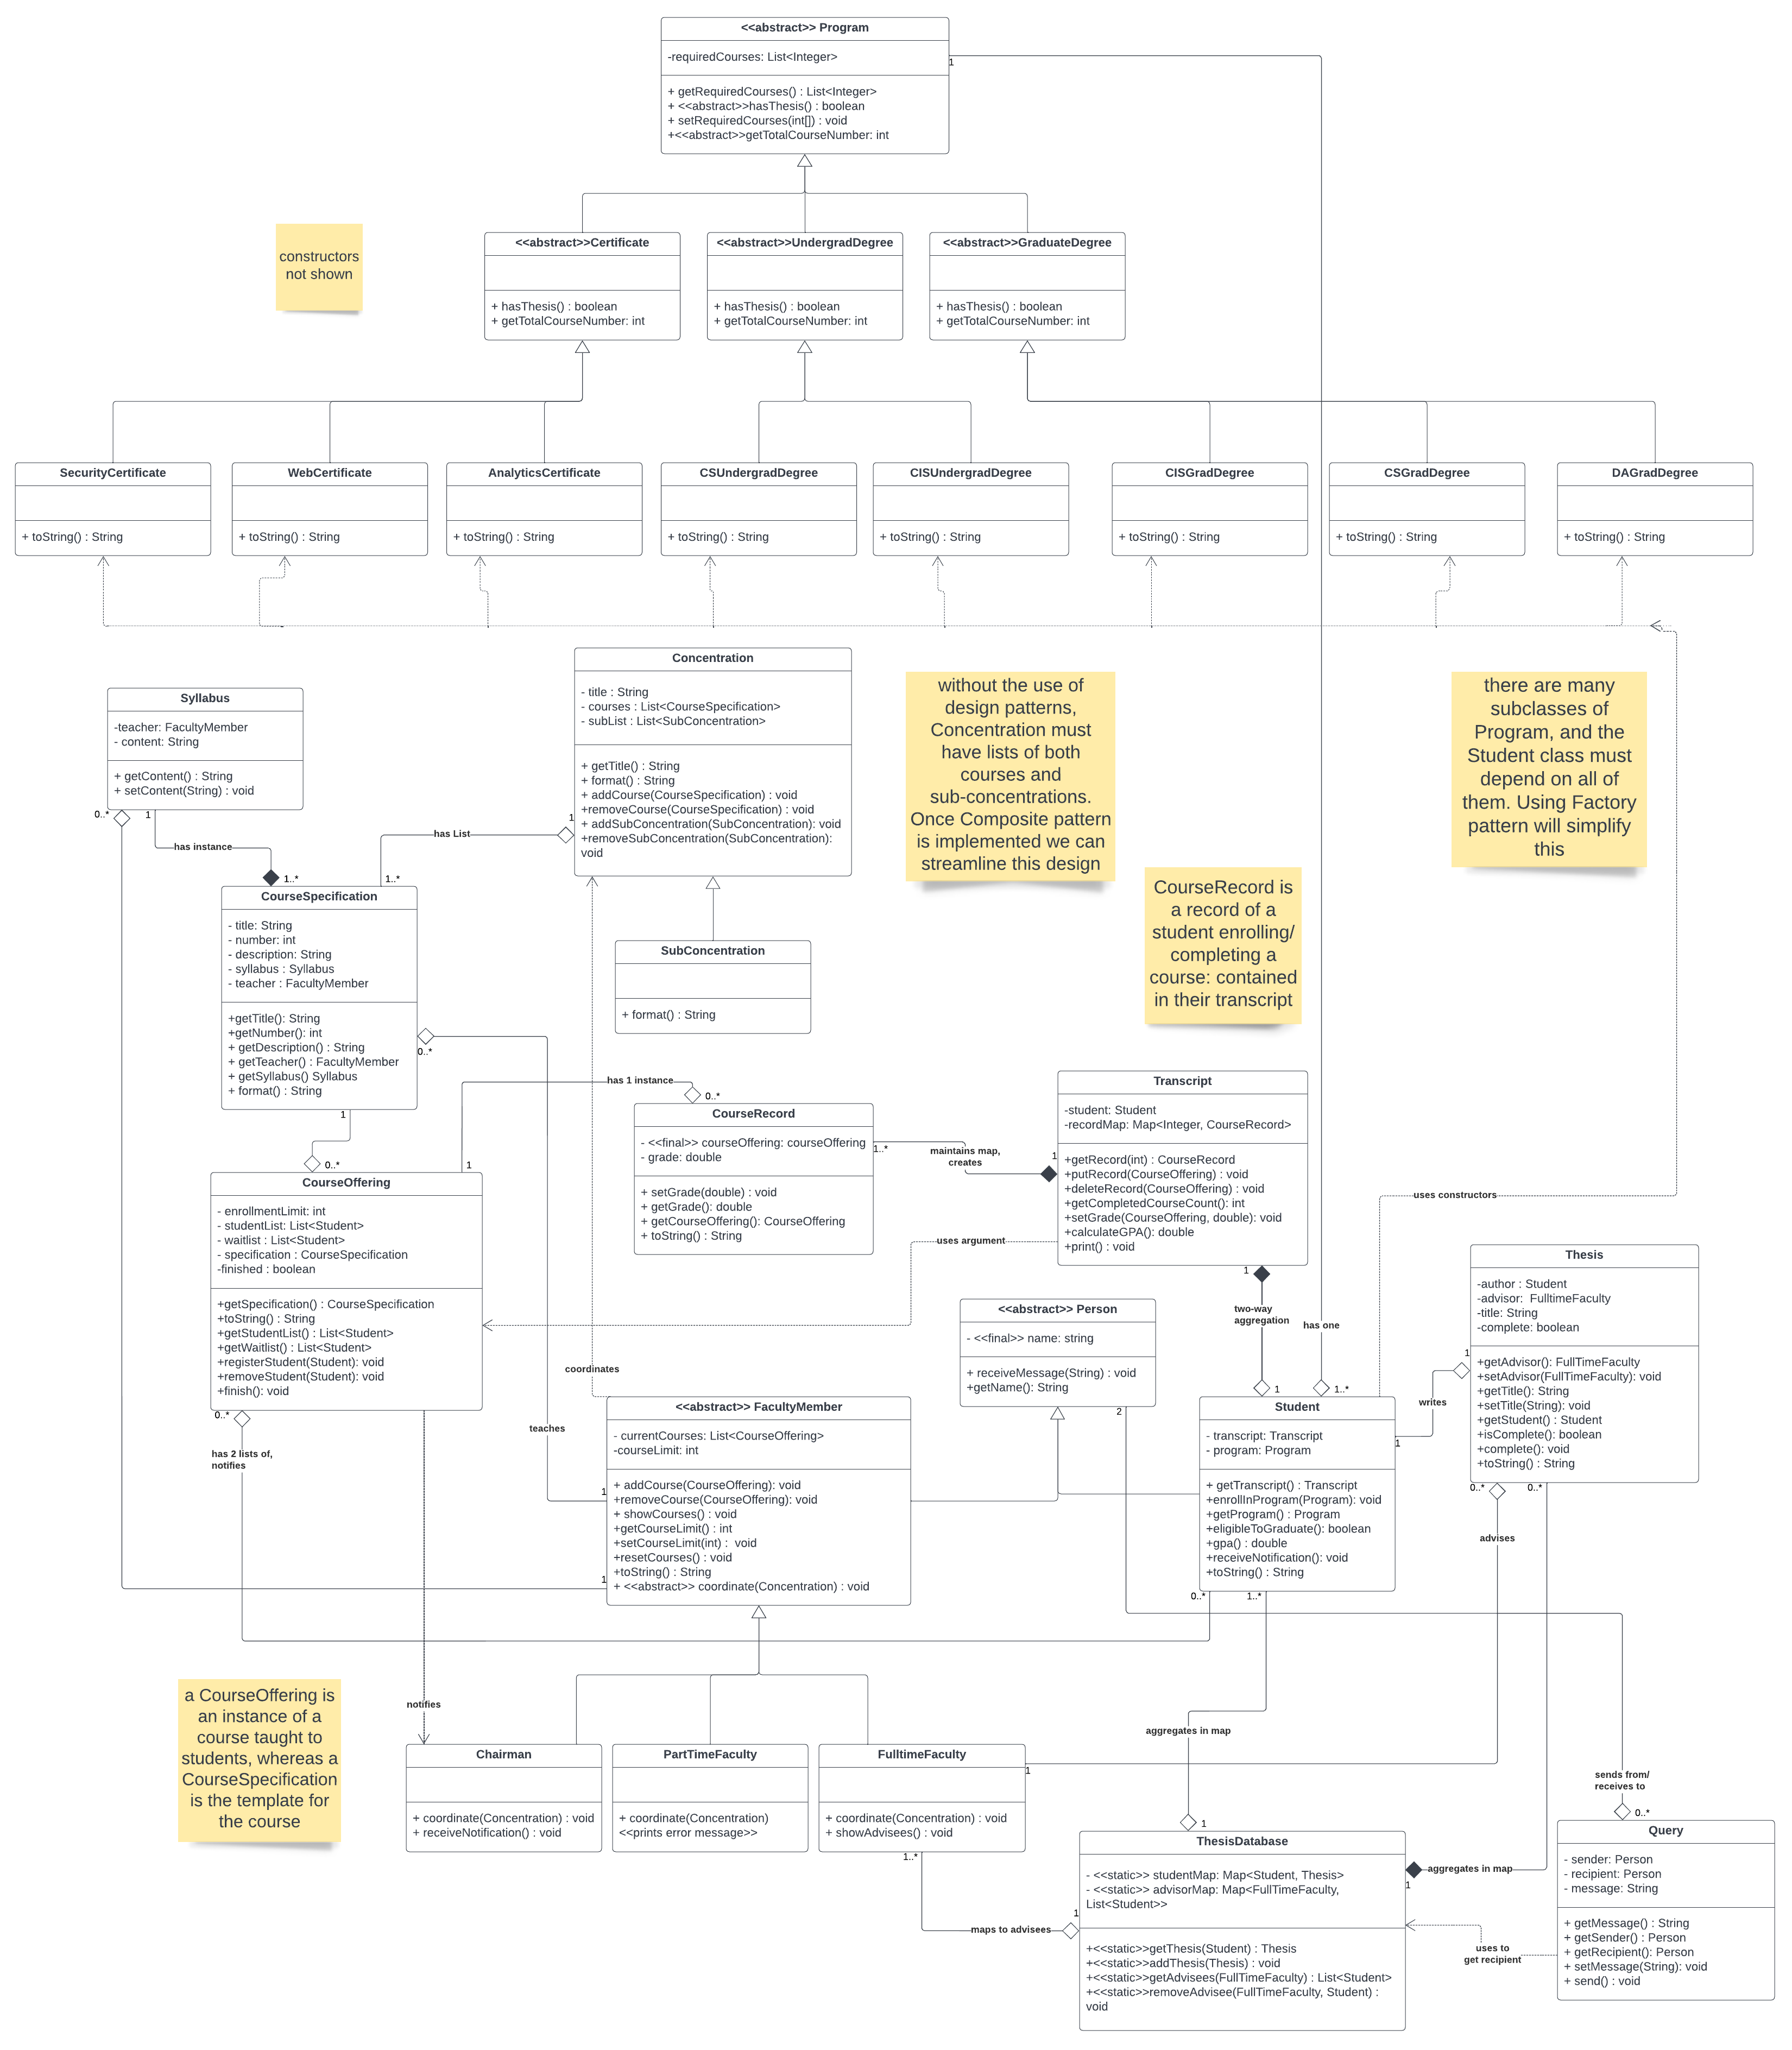 <<abstract>> Program
-requiredCourses: List<Integer>
+ getRequiredCourses() : List<Integer>
+ <<abstract>>hasThesis() : boolean
+ setRequiredCourses(int[]) : void
+<<abstract>>getTotalCourseNumber: int
1
constructors
not shown
<<abstract>>Certificate
+ hasThesis() : boolean
+ getTotalCourseNumber: int
<<abstract>>UndergradDegree
+ hasThesis() : boolean
+ getTotalCourseNumber: int
<<abstract>>GraduateDegree
+ hasThesis() : boolean
+ getTotalCourseNumber: int
SecurityCertificate
+ toString() : String
WebCertificate
+ toString() : String
AnalyticsCertificate
+ toString() : String
CSUndergradDegree
+ toString() : String
CISUndergradDegree
+ toString() : String
CISGradDegree
+ toString() : String
CSGradDegree
+ toString() : String
DAGradDegree
+ toString() : String
Syllabus
-teacher: FacultyMember
- content: String
+ getContent() : String
+ setContent(String) : void
0..*
1
has instance
1..*
Concentration
- title : String
- courses : List<CourseSpecification>
- subList : List<SubConcentration>
+ getTitle() : String
+ format() : String
+ addCourse(CourseSpecification) : void
+removeCourse(CourseSpecification) : void
+ addSubConcentration(SubConcentration): void
+removeSubConcentration(SubConcentration):
void
1
has List
1..*
without the use of
design patterns,
Concentration must
have lists of both
courses and
sub-concentrations.
Once Composite pattern
is implemented we can
streamline this design
there are many
subclasses of
Program, and the
Student class must
depend on all of
them. Using Factory
pattern will simplify
this
CourseRecord is
a record of a
student enrolling/
completing a
course: contained
in their transcript
CourseSpecification
- title: String
- number: int
- description: String
- syllabus : Syllabus
- teacher : FacultyMember
+getTitle(): String
+getNumber(): int
+ getDescription() : String
+ getTeacher() : FacultyMember
+ getSyllabus() Syllabus
+ format() : String
0..*
1
0..*
SubConcentration
+ format() : String
has 1 instance
0..*
1
CourseRecord
- <<final>> courseOffering: courseOffering
- grade: double
+ setGrade(double) : void
+ getGrade(): double
+ getCourseOffering(): CourseOffering
+ toString() : String
1..*
maintains map,
creates
1
Transcript
-student: Student
-recordMap: Map<Integer, CourseRecord>
+getRecord(int) : CourseRecord
+putRecord(CourseOffering) : void
+deleteRecord(CourseOffering) : void
+getCompletedCourseCount(): int
+setGrade(CourseOffering, double): void
+calculateGPA(): double
+print() : void
uses argument
uses constructors
1
two-way
aggregation
1
has one
1..*
CourseOffering
- enrollmentLimit: int
- studentList: List<Student>
- waitlist : List<Student>
- specification : CourseSpecification
-finished : boolean
+getSpecification() : CourseSpecification
+toString() : String
+getStudentList() : List<Student>
+getWaitlist() : List<Student>
+registerStudent(Student): void
+removeStudent(Student): void
+finish(): void
0..*
has 2 lists of,
notifies
<<abstract>> Person
- <<final>> name: string
+ receiveMessage(String) : void
+getName(): String
2
Thesis
-author : Student
-advisor:  FulltimeFaculty
-title: String
-complete: boolean
+getAdvisor(): FullTimeFaculty
+setAdvisor(FullTimeFaculty): void
+getTitle(): String
+setTitle(String): void
+getStudent() : Student
+isComplete(): boolean
+complete(): void
+toString() : String
1
writes
1
0..*
0..*
advises
coordinates
teaches
<<abstract>> FacultyMember
- currentCourses: List<CourseOffering>
-courseLimit: int
+ addCourse(CourseOffering): void
+removeCourse(CourseOffering): void
+ showCourses() : void
+getCourseLimit() : int
+setCourseLimit(int) :  void
+resetCourses() : void
+toString() : String
+ <<abstract>> coordinate(Concentration) : void
1
1
Student
- transcript: Transcript
- program: Program
+ getTranscript() : Transcript
+enrollInProgram(Program): void
+getProgram() : Program
+eligibleToGraduate(): boolean
+gpa() : double
+receiveNotification(): void
+toString() : String
0..*
1..*
a CourseOffering is
an instance of a
course taught to
students, whereas a
CourseSpecification
is the template for
the course
notifies
Chairman
+ coordinate(Concentration) : void
+ receiveNotification() : void
PartTimeFaculty
+ coordinate(Concentration)
<<prints error message>>
FulltimeFaculty
+ coordinate(Concentration) : void
+ showAdvisees() : void
1
1..*
maps to advisees
1
aggregates in map
1
ThesisDatabase
- <<static>> studentMap: Map<Student, Thesis>
- <<static>> advisorMap: Map<FullTimeFaculty,
List<Student>>
+<<static>>getThesis(Student) : Thesis
+<<static>>addThesis(Thesis) : void
+<<static>>getAdvisees(FullTimeFaculty) : List<Student>
+<<static>>removeAdvisee(FullTimeFaculty, Student) :
void
aggregates in map
1
uses to
get recipient
sends from/
receives to
0..*
Query
- sender: Person
- recipient: Person
- message: String
+ getMessage() : String
+ getSender() : Person
+ getRecipient(): Person
+ setMessage(String): void
+ send() : void